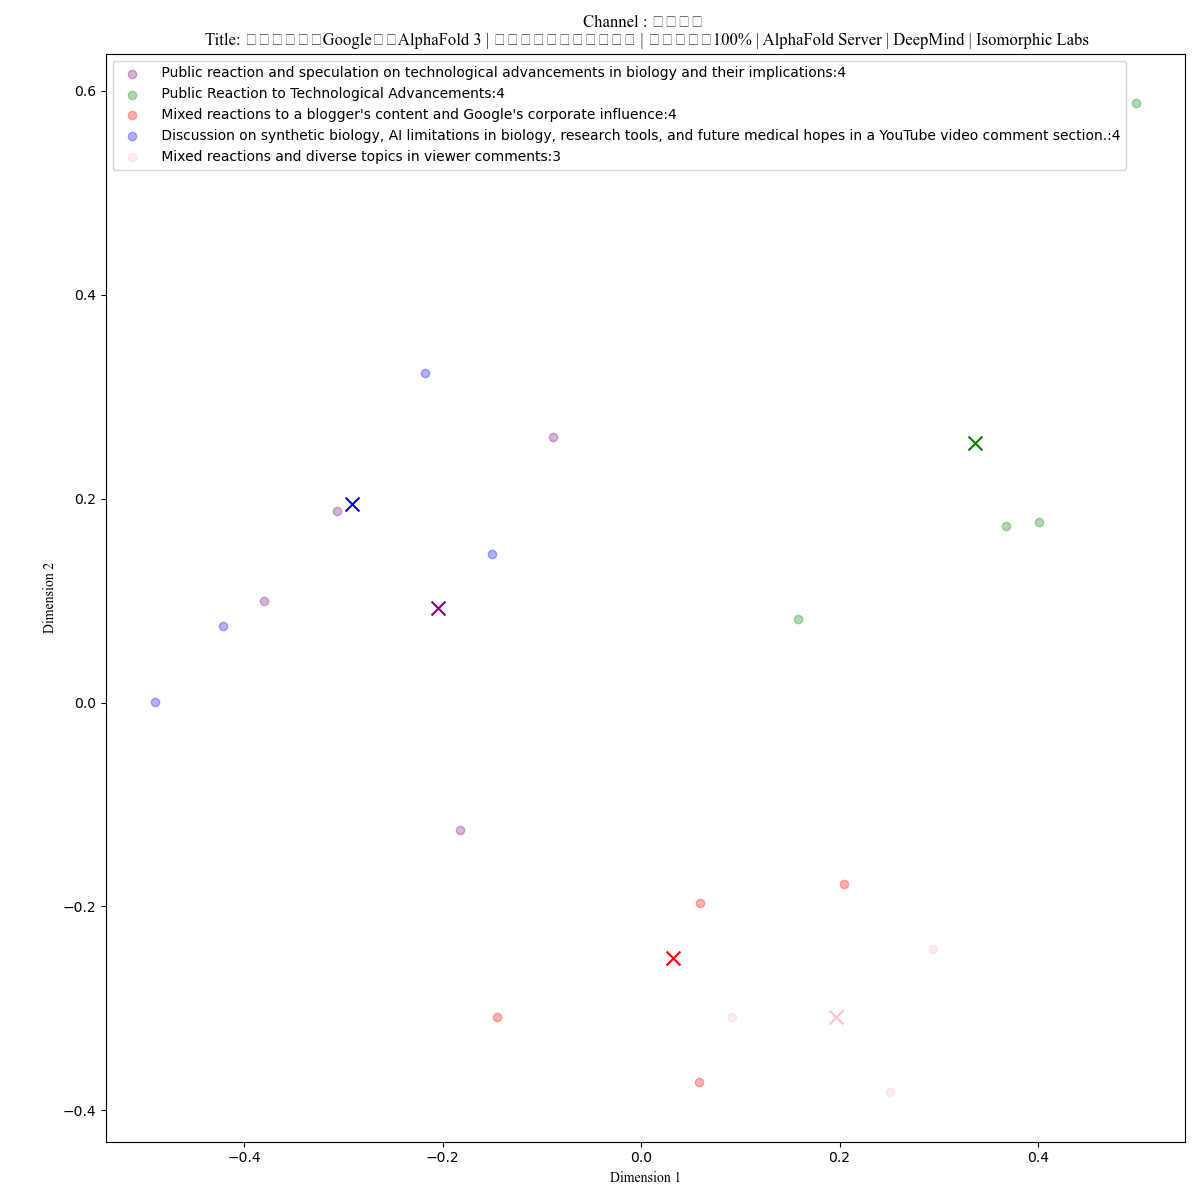 Channel : □□□□
Title: □□□□□□Google□□AlphaFold 3 | □□□□□□□□□□□ | □□□□□100% | AlphaFold Server | DeepMind | Isomorphic Labs
Public reaction and speculation on technological advancements in biology and their implications:4
Public Reaction to Technological Advancements:4
Mixed reactions to a blogger's content and Google's corporate influence:4
Discussion on synthetic biology, AI limitations in biology, research tools, and future medical hopes in a YouTube video comment section.:4
Mixed reactions and diverse topics in viewer comments:3
0.6
0.4
0.2
0.0
−0.2
−0.4
Dimension 2
−0.4
−0.2
0.0
0.2
0.4
Dimension 1